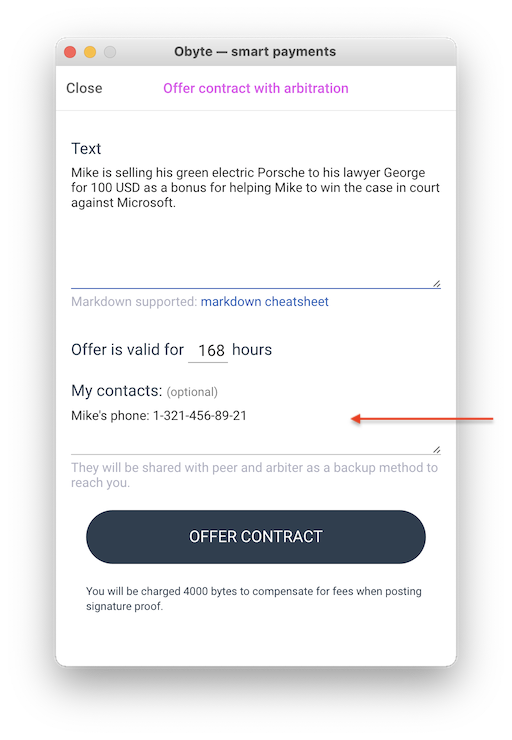 Obyte — smart payments
Close
Offer contract with arbitration
Text
Mike is selling his green electric Porsche to his lawyer George
for 100 USD as a bonus for helping Mike to win the case in court
against Microsoft.
Markdown supported: markdown cheatsheet
Offer is valid for 168 hours
My contacts: (optional)
Mike's phone: 1-321-456-89-21
They will be shared with peer and arbiter as a backup method to
reach you.
OFFER CONTRACT
You will be charged 4000 bytes to compensate for fees when posting
signature proof.